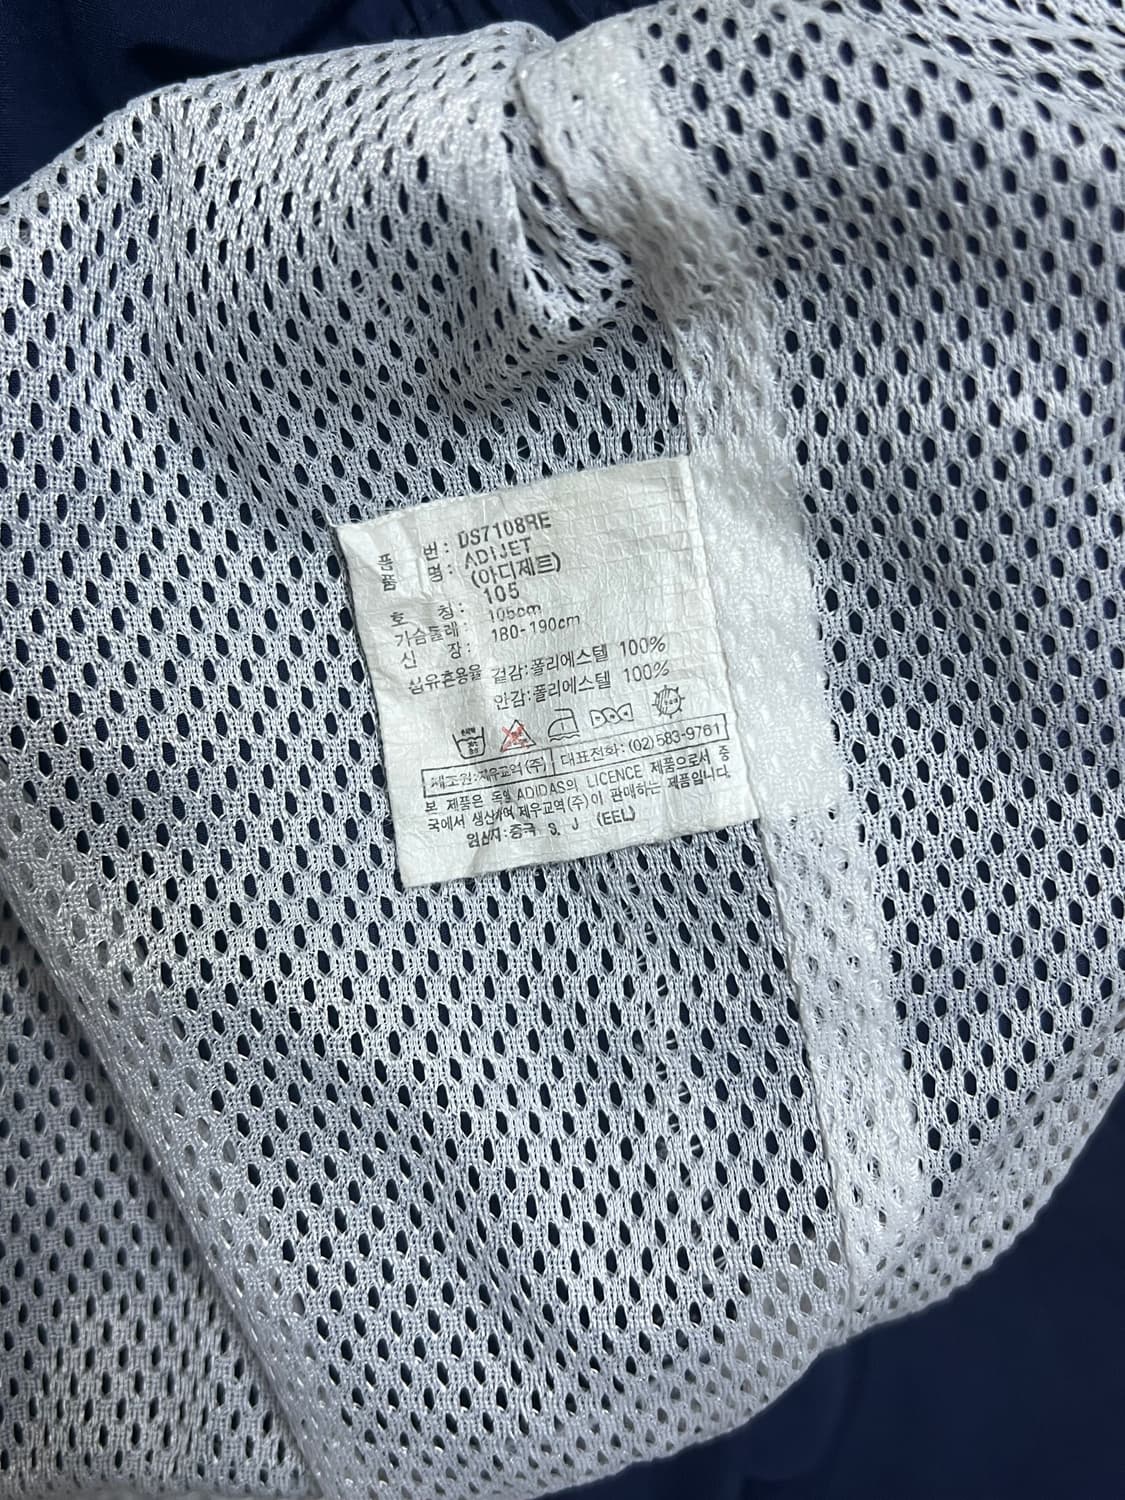 품 번: DS7108RE
품 명: ADIJET
(아디제트)
호 칭: 105
가슴둘레: 105cm
신 장: 180-190cm
섬유혼용율 겉감:폴리에스텔 100%
안감:폴리에스텔 100%
제조원:제우교역(주) 대표전화:(02)583-9761
본 제품은 독일 ADIDAS의 LICENCE 제품으로서 중
국에서 생산하여 제우교역(주)이 판매하는 제품입니다.
원산지:중국 S. J (EEL)